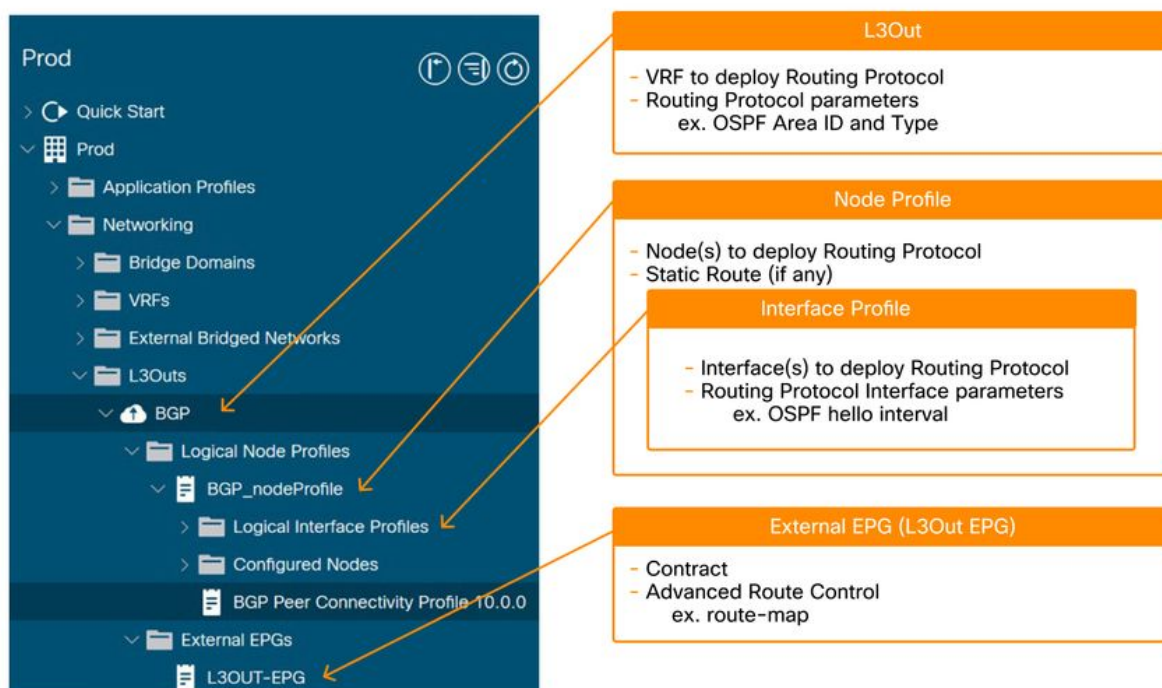 Prod
Quick Start
Prod
Application Profiles
Networking
Bridge Domains
VRFs
External Bridged Networks
L3Outs
BGP
Logical Node Profiles
BGP_nodeProfile
Logical Interface Profiles
Configured Nodes
BGP Peer Connectivity Profile 10.0.0
External EPGs
L3OUT-EPG
L3Out
- VRF to deploy Routing Protocol
- Routing Protocol parameters
ex. OSPF Area ID and Type
Node Profile
- Node(s) to deploy Routing Protocol
- Static Route (if any)
Interface Profile
- Interface(s) to deploy Routing Protocol
- Routing Protocol Interface parameters
ex. OSPF hello interval
External EPG (L3Out EPG)
- Contract
- Advanced Route Control
ex. route-map